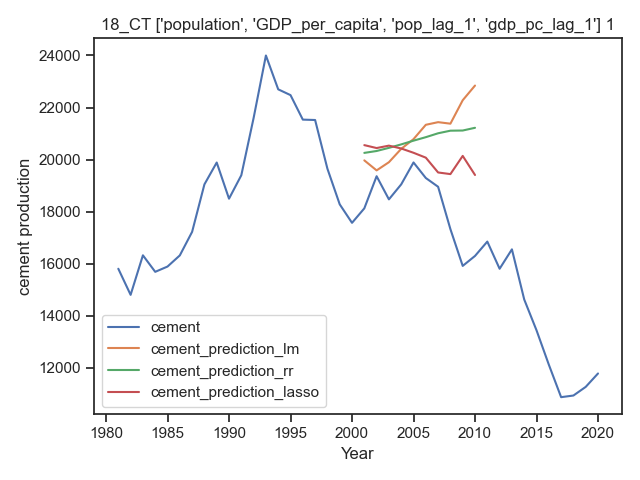 18_CT ['population', 'GDP_per_capita', 'pop_lag_1', 'gdp_pc_lag_1'] 1
24000
22000
20000
18000
16000
14000
12000
cement production
cement
cement_prediction_lm
cement_prediction_rr
cement_prediction_lasso
1980 1985 1990 1995 2000 2005 2010 2015 2020
Year